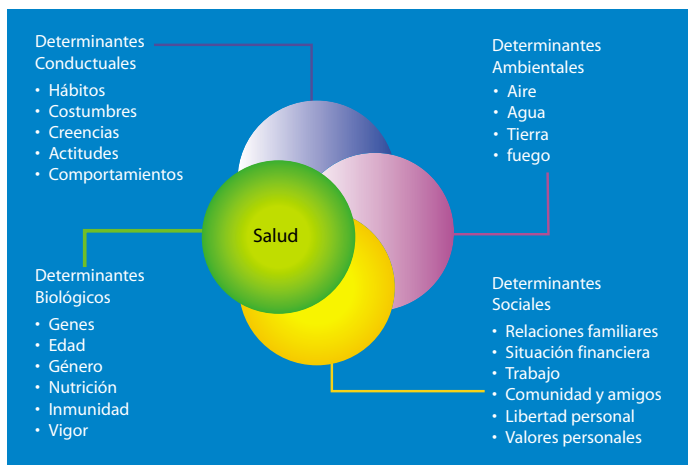 Determinantes
Conductuales
• Hábitos
• Costumbres
• Creencias
• Actitudes
• Comportamientos
Determinantes
Ambientales
• Aire
• Agua
• Tierra
• fuego
Salud
Determinantes
Biológicos
• Genes
• Edad
• Género
• Nutrición
• Inmunidad
• Vigor
Determinantes
Sociales
• Relaciones familiares
• Situación financiera
• Trabajo
• Comunidad y amigos
• Libertad personal
• Valores personales